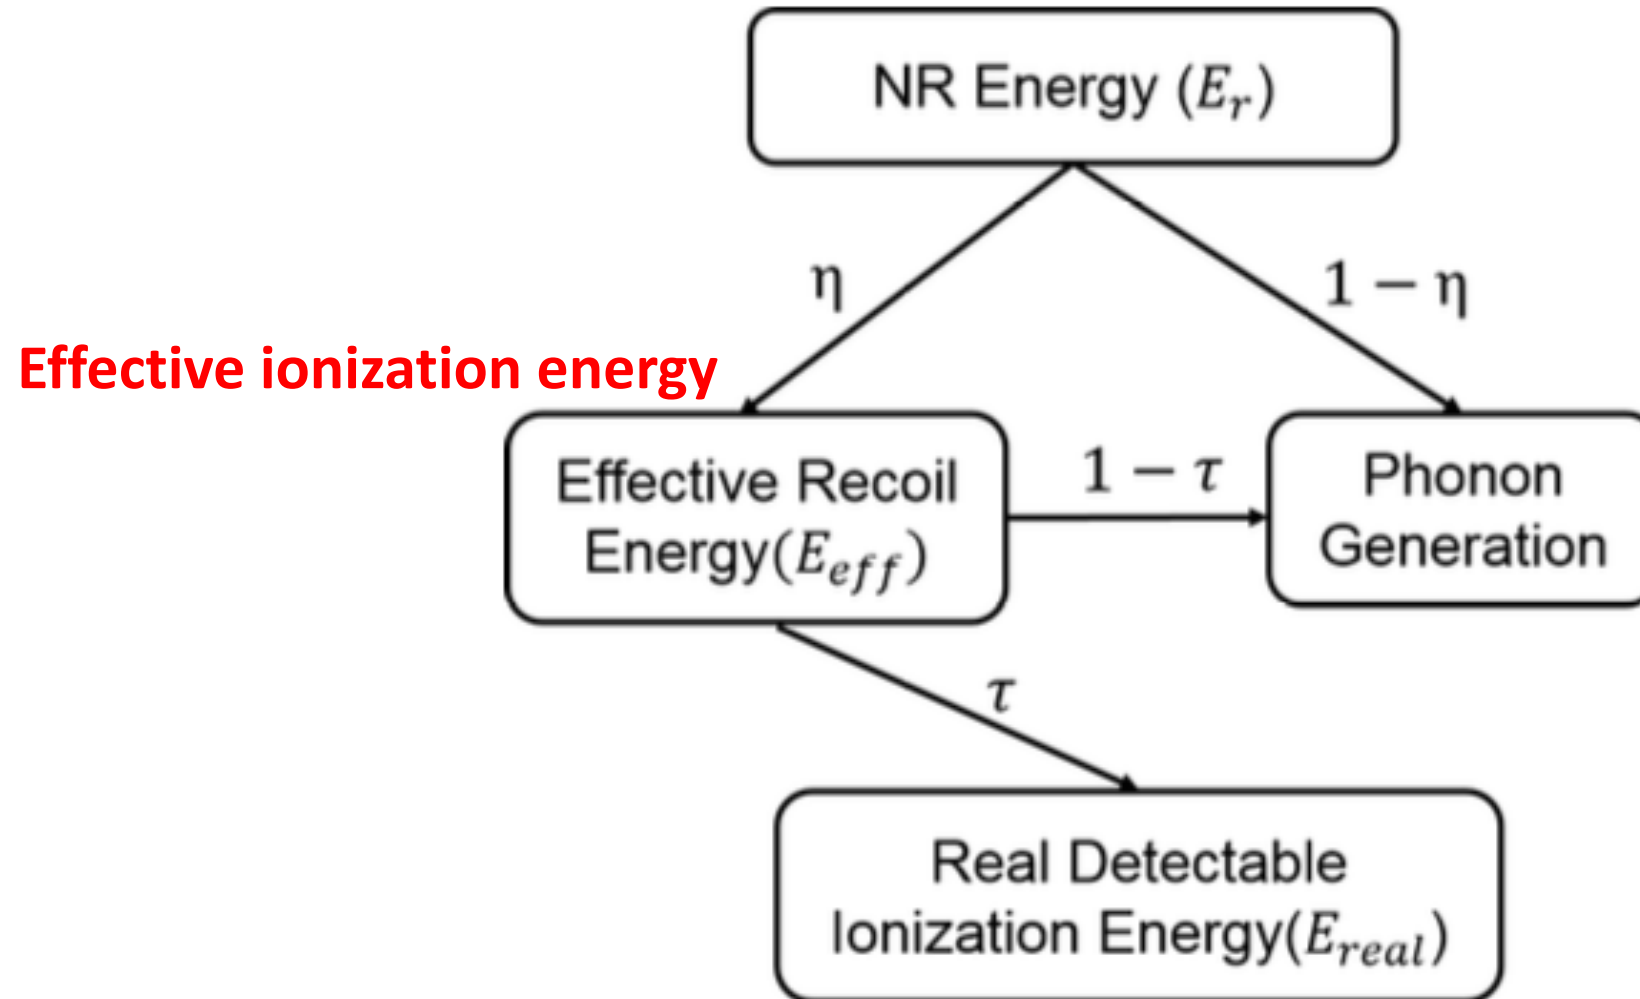 NR Energy (E_r)
η
1 − η
Effective ionization energy
Effective Recoil
Energy(E_eff)
1 − τ
Phonon
Generation
τ
Real Detectable
Ionization Energy(E_real)